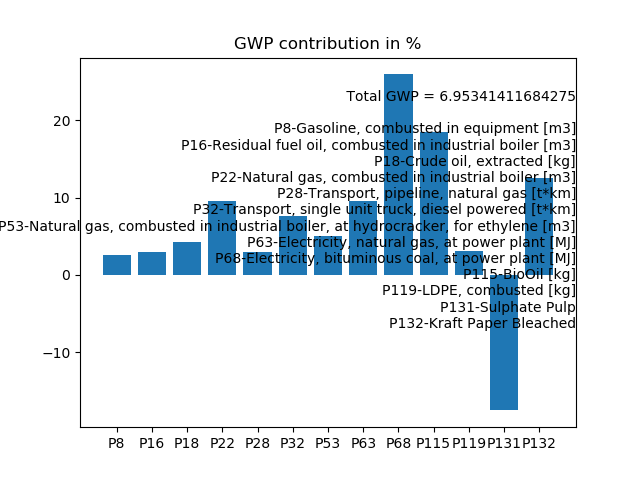 GWP contribution in %
Total GWP = 6.95341411684275
P8-Gasoline, combusted in equipment [m3]
P16-Residual fuel oil, combusted in industrial boiler [m3]
P18-Crude oil, extracted [kg]
P22-Natural gas, combusted in industrial boiler [m3]
P28-Transport, pipeline, natural gas [t*km]
P32-Transport, single unit truck, diesel powered [t*km]
P53-Natural gas, combusted in industrial boiler, at hydrocracker, for ethylene [m3]
P63-Electricity, natural gas, at power plant [MJ]
P68-Electricity, bituminous coal, at power plant [MJ]
P115-BioOil [kg]
P119-LDPE, combusted [kg]
P131-Sulphate Pulp
P132-Kraft Paper Bleached
20
10
0
−10
P8 P16 P18 P22 P28 P32 P53 P63 P68 P115 P119 P131 P132